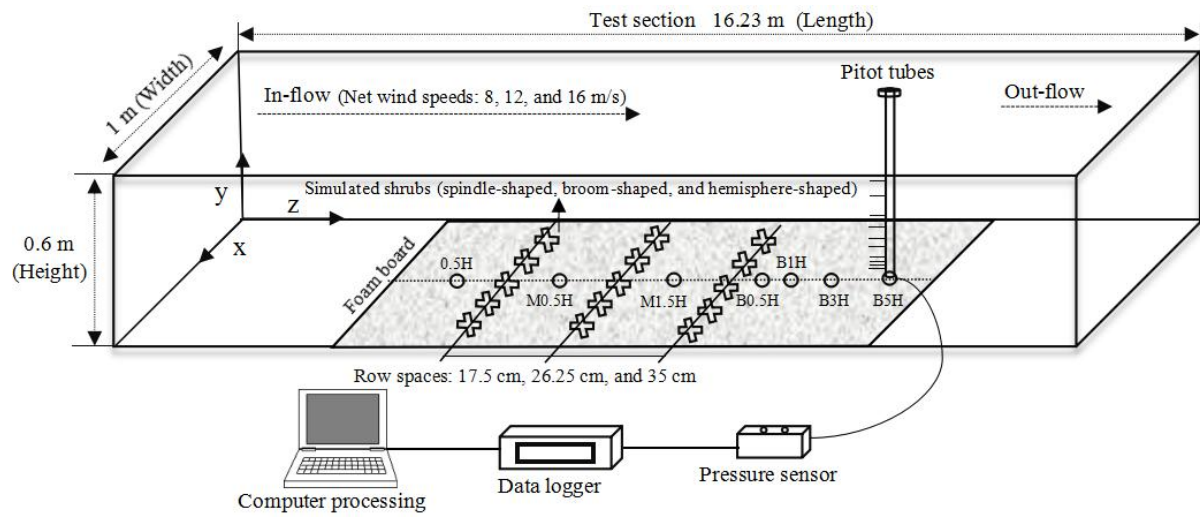 Test section 16.23 m (Length)
1 m (Width)
Pitot tubes
In-flow (Net wind speeds: 8, 12, and 16 m/s)
Out-flow
y
Simulated shrubs (spindle-shaped, broom-shaped, and hemisphere-shaped)
z
0.6 m
(Height)
x
Foam board
0.5H
B1H
M0.5H
M1.5H
B0.5H
B3H
B5H
Row spaces: 17.5 cm, 26.25 cm, and 35 cm
Pressure sensor
Data logger
Computer processing